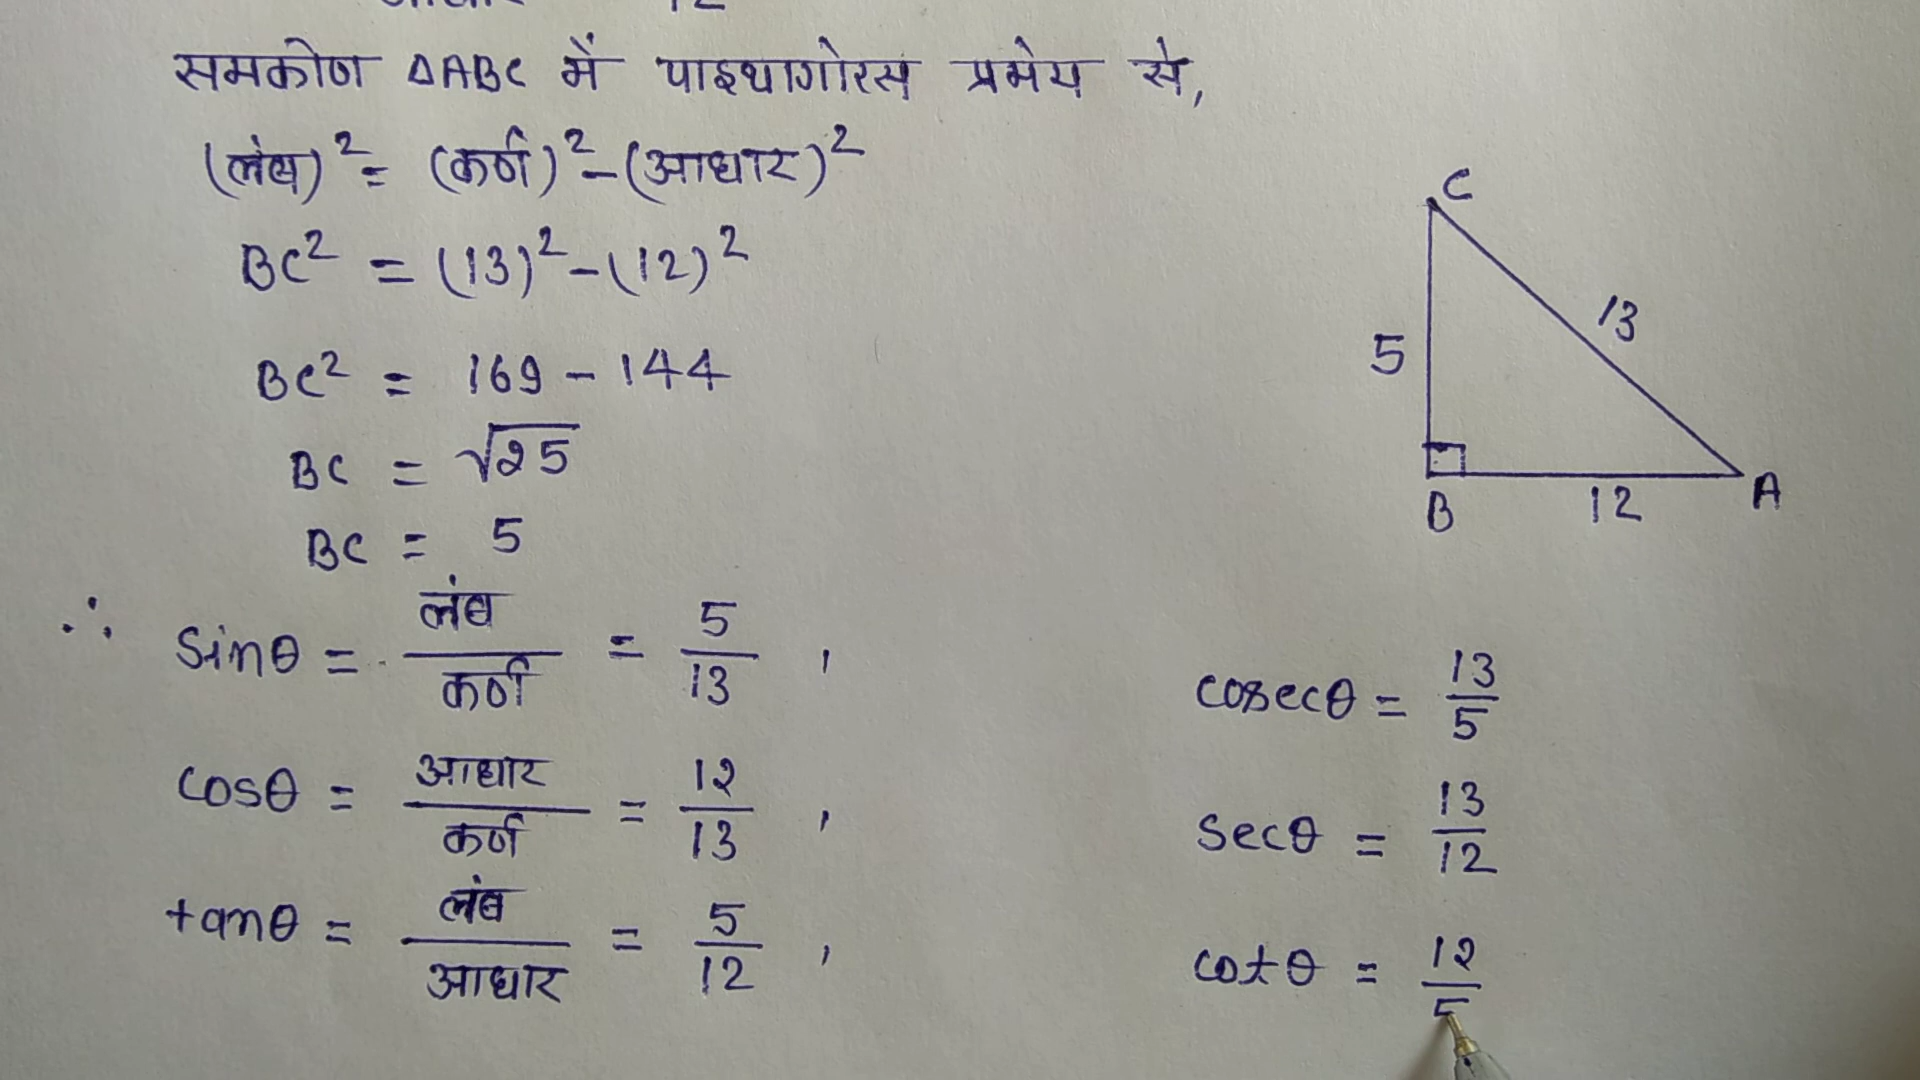 आधार 12
समकोण ΔABC में पाइथागोरस प्रमेय से,
(लंब)² = (कर्ण)² - (आधार)²
BC² = (13)² - (12)²
BC² = 169 - 144
BC = √25
BC = 5
C
5
13
B
12
A
∴ sinθ = लंब/कर्ण = 5/13 , cosecθ = 13/5
cosθ = आधार/कर्ण = 12/13 , secθ = 13/12
tanθ = लंब/आधार = 5/12 , cotθ = 12/5